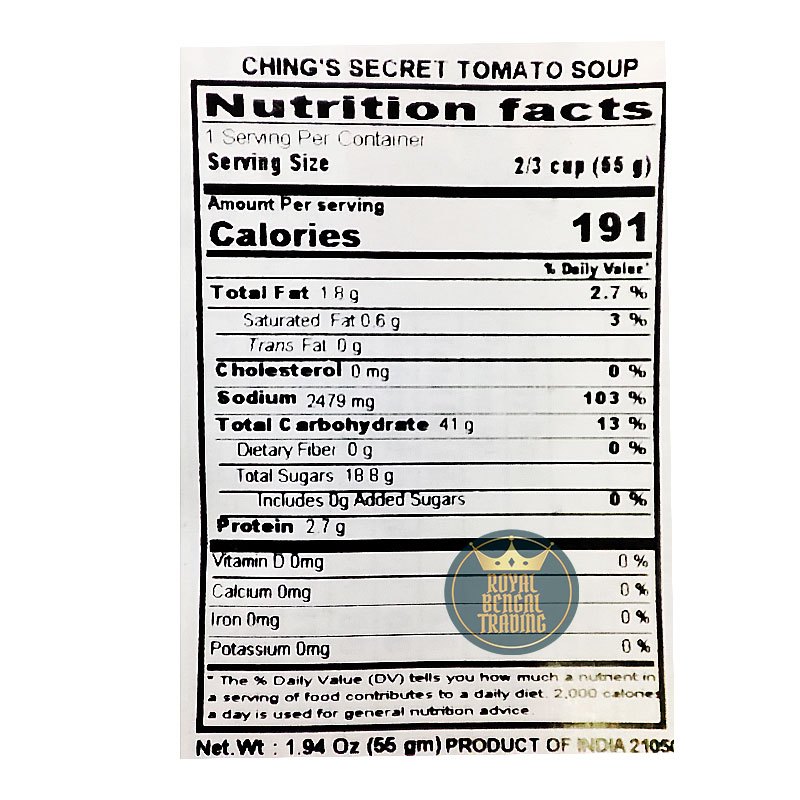 CHING'S SECRET TOMATO SOUP
Nutrition facts
1 Serving Per Container
Serving Size 2/3 cup (55 g)
Amount Per serving
Calories 191
% Daily Value*
Total Fat 1.8 g 2.7 %
Saturated Fat 0.6 g 3 %
Trans Fat 0 g
Cholesterol 0 mg 0 %
Sodium 2479 mg 103 %
Total Carbohydrate 41 g 13 %
Dietary Fiber 0 g 0 %
Total Sugars 18.8 g
Includes 0g Added Sugars 0 %
Protein 2.7 g
Vitamin D 0mg 0 %
Calcium 0mg 0 %
Iron 0mg 0 %
Potassium 0mg 0 %
ROYAL
BENGAL
TRADING
* The % Daily Value (DV) tells you how much a nutrient in
a serving of food contributes to a daily diet. 2,000 calories
a day is used for general nutrition advice
Net.Wt : 1.94 Oz (55 gm) PRODUCT OF INDIA